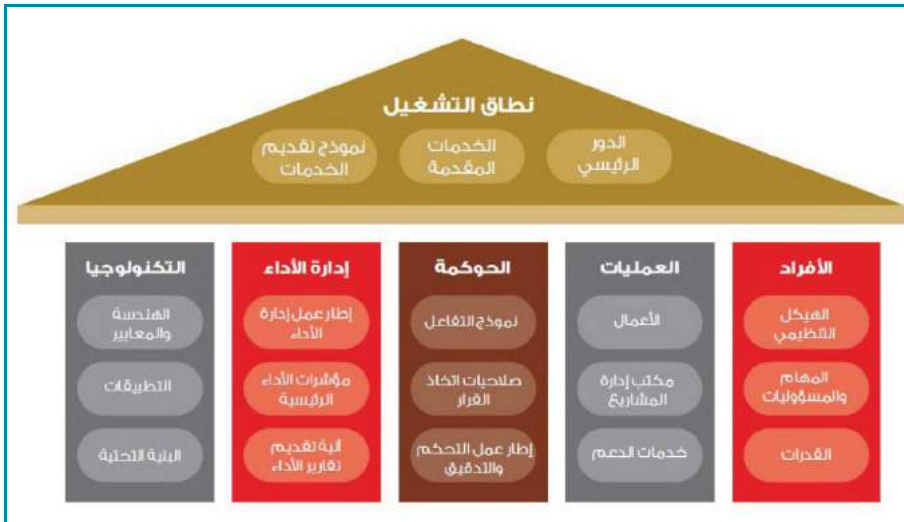 نطاق التشغيل
الدور
الرئيسي
الخدمات
المقدمة
نموذج تقديم
الخدمات
الأفراد
الهيكل
التنظيمي
المهام
والمسؤوليات
القدرات
العمليات
الأعمال
مكتب إدارة
المشاريع
خدمات الدعم
الحوكمة
نموذج التفاعل
صلاحيات اتخاذ
القرار
إطار عمل التحكم
والتدقيق
إدارة الأداء
إطار عمل إدارة
الأداء
مؤشرات الأداء
الرئيسية
آلية تقديم
تقارير الأداء
التكنولوجيا
الهندسة
والمعايير
التطبيقات
البنية التحتية